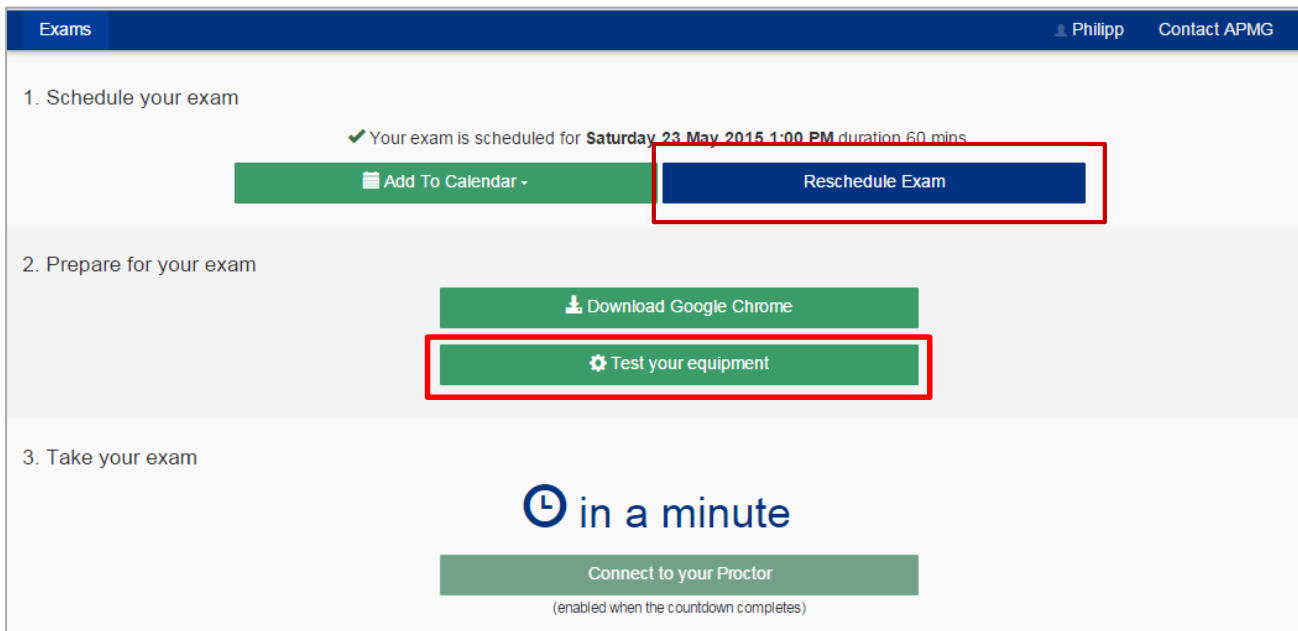 Exams Philipp Contact APMG
1. Schedule your exam
Your exam is scheduled for Saturday 23 May 2015 1:00 PM duration 60 mins
Add To Calendar
Reschedule Exam
2. Prepare for your exam
Download Google Chrome
Test your equipment
3. Take your exam
in a minute
Connect to your Proctor
(enabled when the countdown completes)